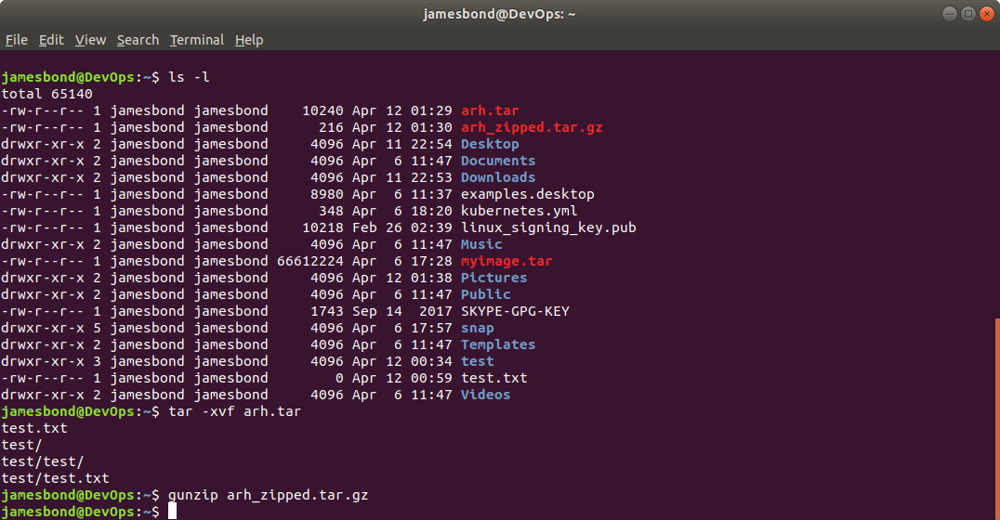 jamesbond@DevOps: ~
File Edit View Search Terminal Help
jamesbond@DevOps:~$ ls -l
total 65140
-rw-r--r-- 1 jamesbond jamesbond    10240 Apr 12 01:29 arh.tar
-rw-r--r-- 1 jamesbond jamesbond      216 Apr 12 01:30 arh_zipped.tar.gz
drwxr-xr-x 2 jamesbond jamesbond     4096 Apr 11 22:54 Desktop
drwxr-xr-x 2 jamesbond jamesbond     4096 Apr  6 11:47 Documents
drwxr-xr-x 2 jamesbond jamesbond     4096 Apr 11 22:53 Downloads
-rw-r--r-- 1 jamesbond jamesbond     8980 Apr  6 11:37 examples.desktop
-rw-r--r-- 1 jamesbond jamesbond      348 Apr  6 18:20 kubernetes.yml
-rw-r--r-- 1 jamesbond jamesbond    10218 Feb 26 02:39 linux_signing_key.pub
drwxr-xr-x 2 jamesbond jamesbond     4096 Apr  6 11:47 Music
-rw-r--r-- 1 jamesbond jamesbond 66612224 Apr  6 17:28 myimage.tar
drwxr-xr-x 2 jamesbond jamesbond     4096 Apr 12 01:38 Pictures
drwxr-xr-x 2 jamesbond jamesbond     4096 Apr  6 11:47 Public
-rw-r--r-- 1 jamesbond jamesbond     1743 Sep 14  2017 SKYPE-GPG-KEY
drwxr-xr-x 5 jamesbond jamesbond     4096 Apr  6 17:57 snap
drwxr-xr-x 2 jamesbond jamesbond     4096 Apr  6 11:47 Templates
drwxr-xr-x 3 jamesbond jamesbond     4096 Apr 12 00:34 test
-rw-r--r-- 1 jamesbond jamesbond        0 Apr 12 00:59 test.txt
drwxr-xr-x 2 jamesbond jamesbond     4096 Apr  6 11:47 Videos
jamesbond@DevOps:~$ tar -xvf arh.tar
test.txt
test/
test/test/
test/test.txt
jamesbond@DevOps:~$ gunzip arh_zipped.tar.gz
jamesbond@DevOps:~$